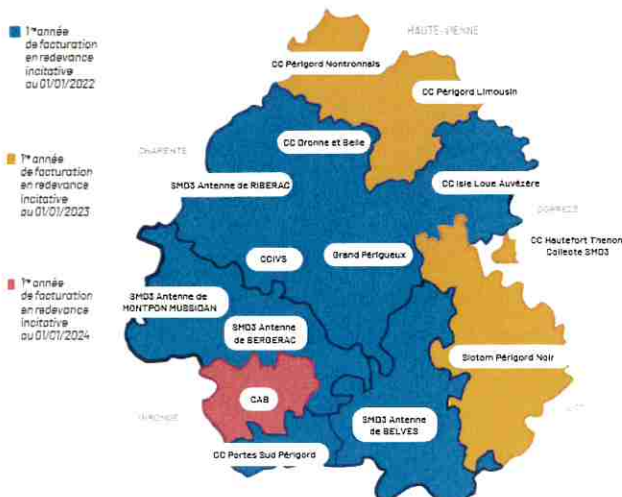 1re année
de facturation
en redevance
incitative
au 01/01/2022
1re année
de facturation
en redevance
incitative
au 01/01/2023
1re année
de facturation
en redevance
incitative
au 01/01/2024
HAUTE-VIENNE
CC Périgord Nontronnais
CC Périgord Limousin
CC Dronne et Belle
CHARENTE
SMD3 Antenne de RIBERAC
CC Isle Loue Auvézère
CORRÈZE
CC Hautefort Thenon
Collecte SMD3
CCIVS
Grand Périgueux
SMD3 Antenne de
MONTPON MUSSIDAN
SMD3 Antenne
de BERGERAC
Sictom Périgord Noir
CAB
GIRONDE
LOT
SMD3 Antenne
de BELVES
CC Portes Sud Périgord